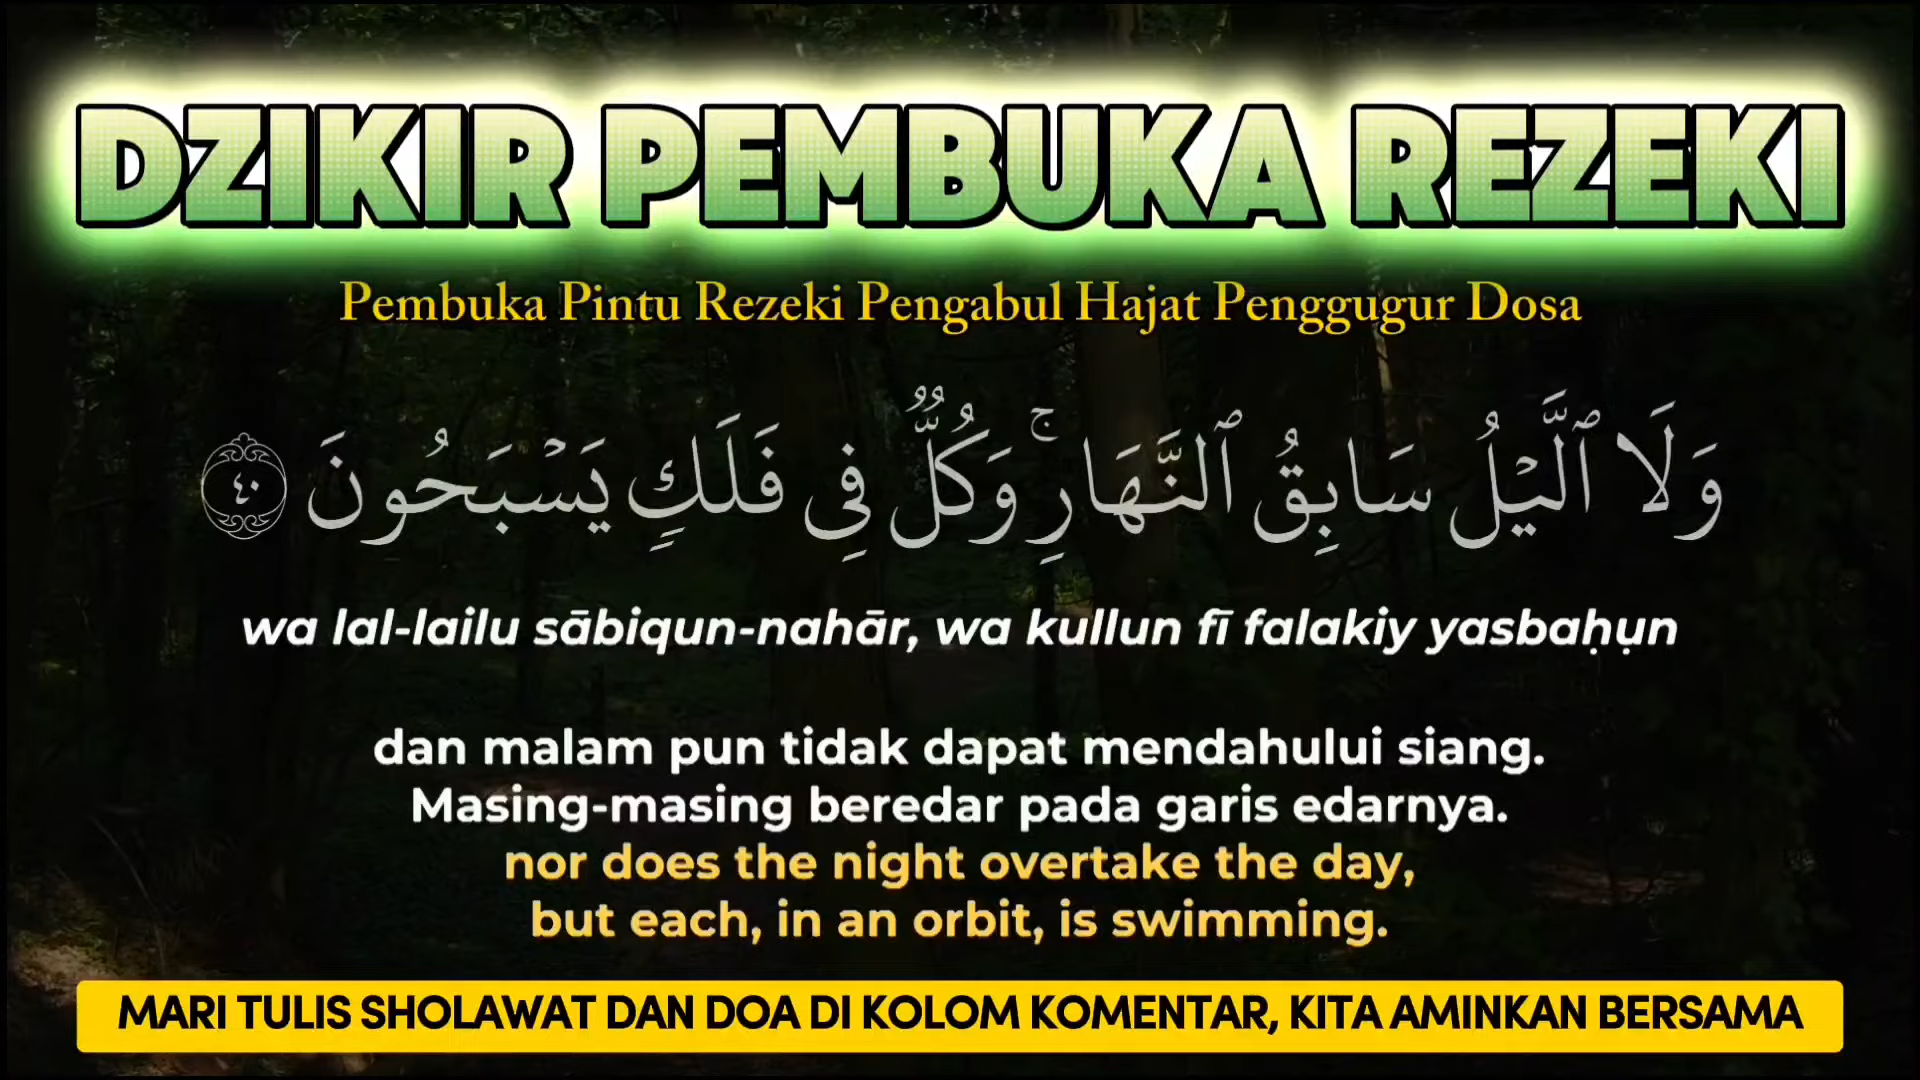 DZIKIR PEMBUKA REZEKI
Pembuka Pintu Rezeki Pengabul Hajat Penggugur Dosa
وَلَا ٱلَّيْلُ سَابِقُ ٱلنَّهَارِ ۚ وَكُلٌّ فِى فَلَكٍ يَسْبَحُونَ ٤٠
wa lal-lailu sābiqun-nahār, wa kullun fī falakiy yasbaḥụn
dan malam pun tidak dapat mendahului siang.
Masing-masing beredar pada garis edarnya.
nor does the night overtake the day,
but each, in an orbit, is swimming.
MARI TULIS SHOLAWAT DAN DOA DI KOLOM KOMENTAR, KITA AMINKAN BERSAMA